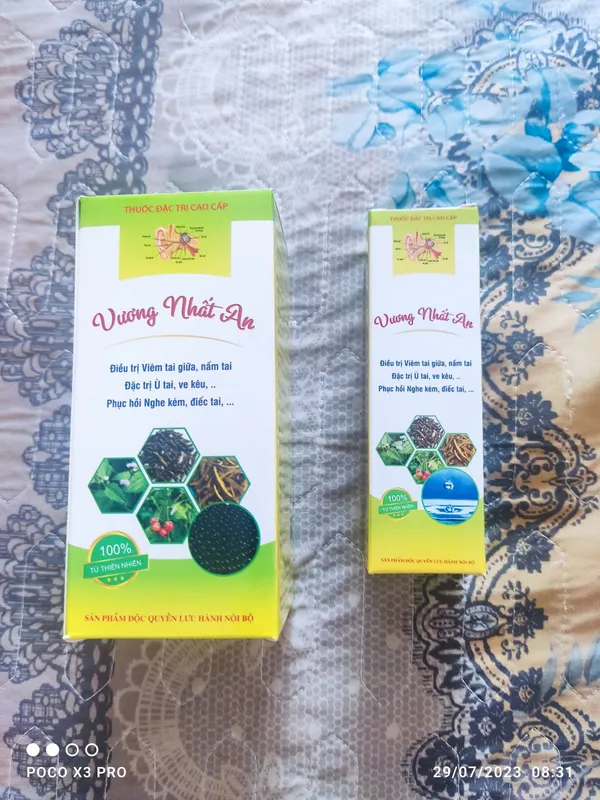 THUỐC ĐẶC TRỊ CAO CẤP
Vương Nhất An
Điều trị Viêm tai giữa, nấm tai
Đặc trị Ù tai, ve kêu, ..
Phục hồi Nghe kém, điếc tai, ...
100%
TỪ THIÊN NHIÊN
SẢN PHẨM ĐỘC QUYỀN LƯU HÀNH NỘI BỘ
THUỐC ĐẶC TRỊ CAO CẤP
Vương Nhất An
Điều trị Viêm tai giữa, nấm tai
Đặc trị Ù tai, ve kêu, ..
Phục hồi Nghe kém, điếc tai, ...
100%
TỪ THIÊN NHIÊN
SẢN PHẨM ĐỘC QUYỀN LƯU HÀNH NỘI BỘ
POCO X3 PRO
29/07/2023 08:31